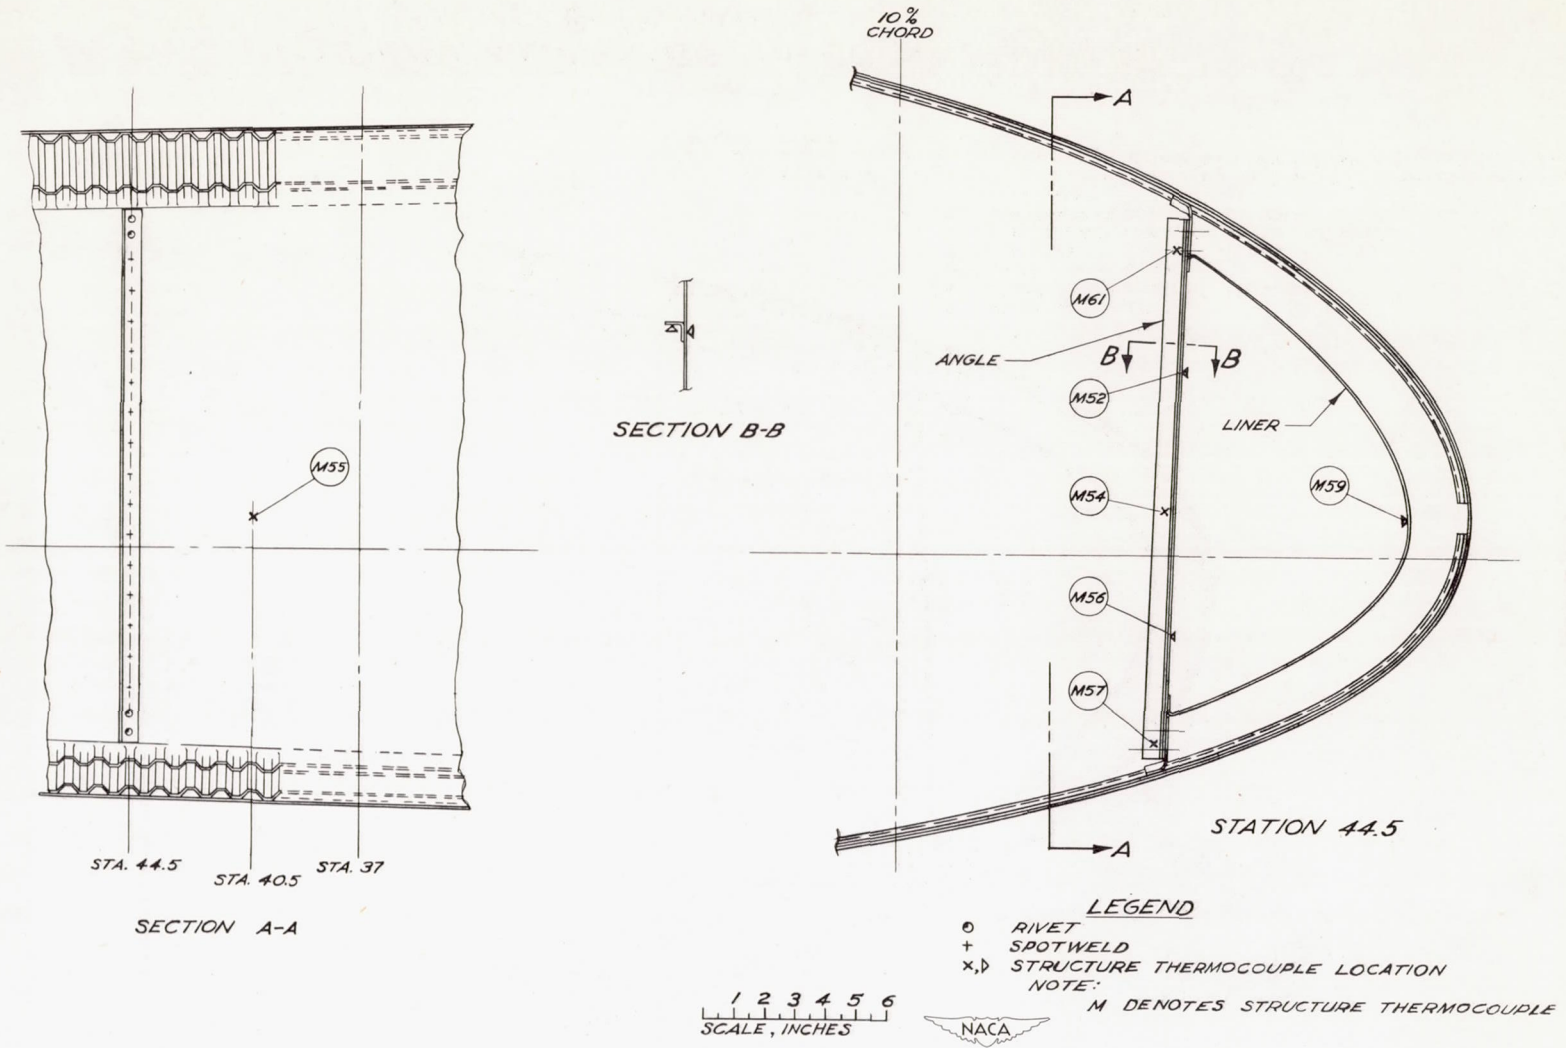 10%
CHORD
A
M61
ANGLE
B
B
M52
LINER
SECTION B-B
M55
M54
M59
M56
M57
A
STATION 44.5
STA. 44.5
STA. 40.5
STA. 37
SECTION A-A
LEGEND
RIVET
+ SPOTWELD
x,▷ STRUCTURE THERMOCOUPLE LOCATION
NOTE:
M DENOTES STRUCTURE THERMOCOUPLE
1 2 3 4 5 6
SCALE, INCHES
NACA